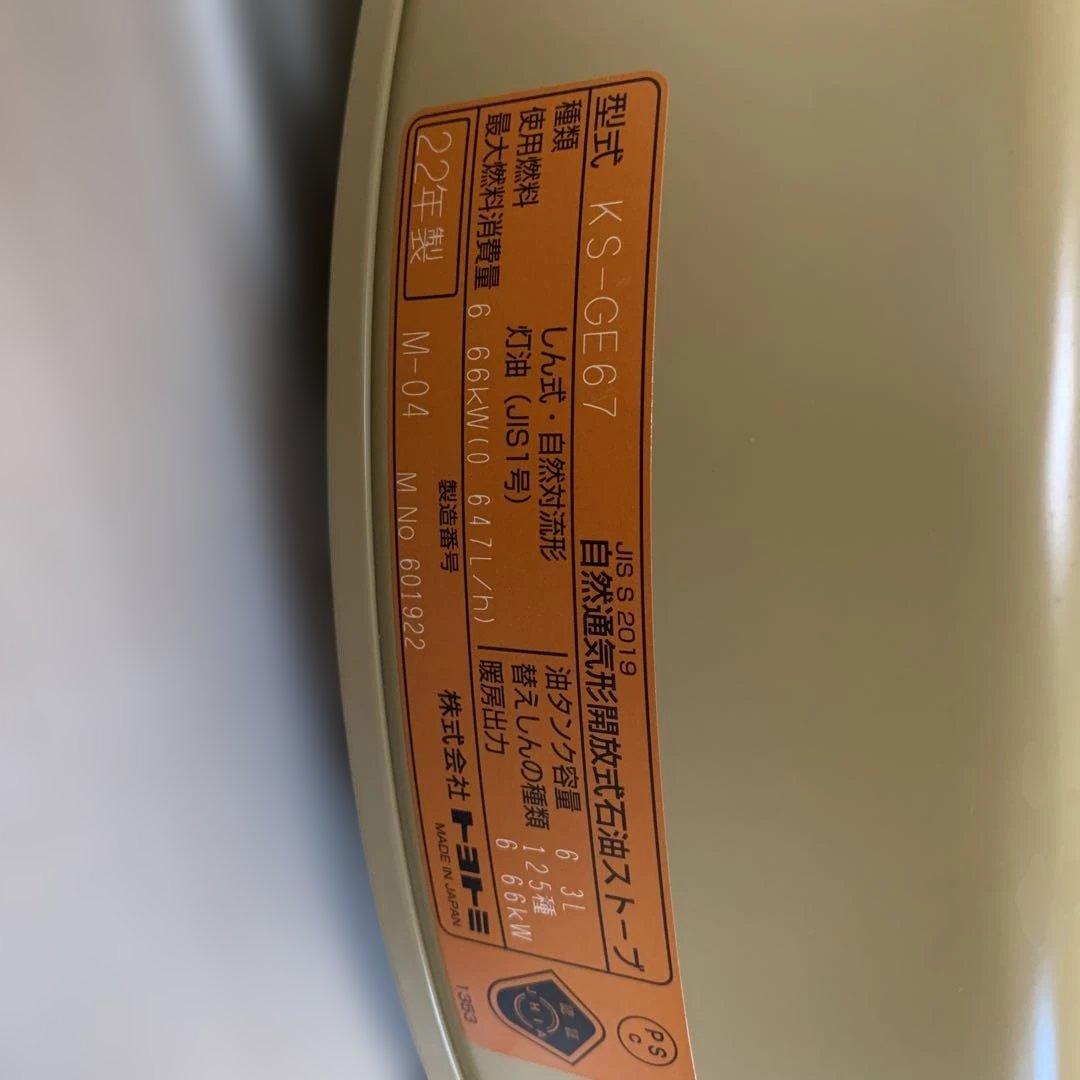 型式 KS-GE67
JIS S 2019
自然通気形開放式石油ストーブ
種類 しん式・自然対流形
使用燃料 灯油(JIS1号)
最大燃料消費量 6 66kW(0 647L/h)
油タンク容量 6 3L
替えしんの種類 125種
暖房出力 6 66kW
22年製 M-04
製造番号
M No 601922
株式会社 トヨトミ
MADE IN JAPAN
PS
C
認証
JHIA
1353